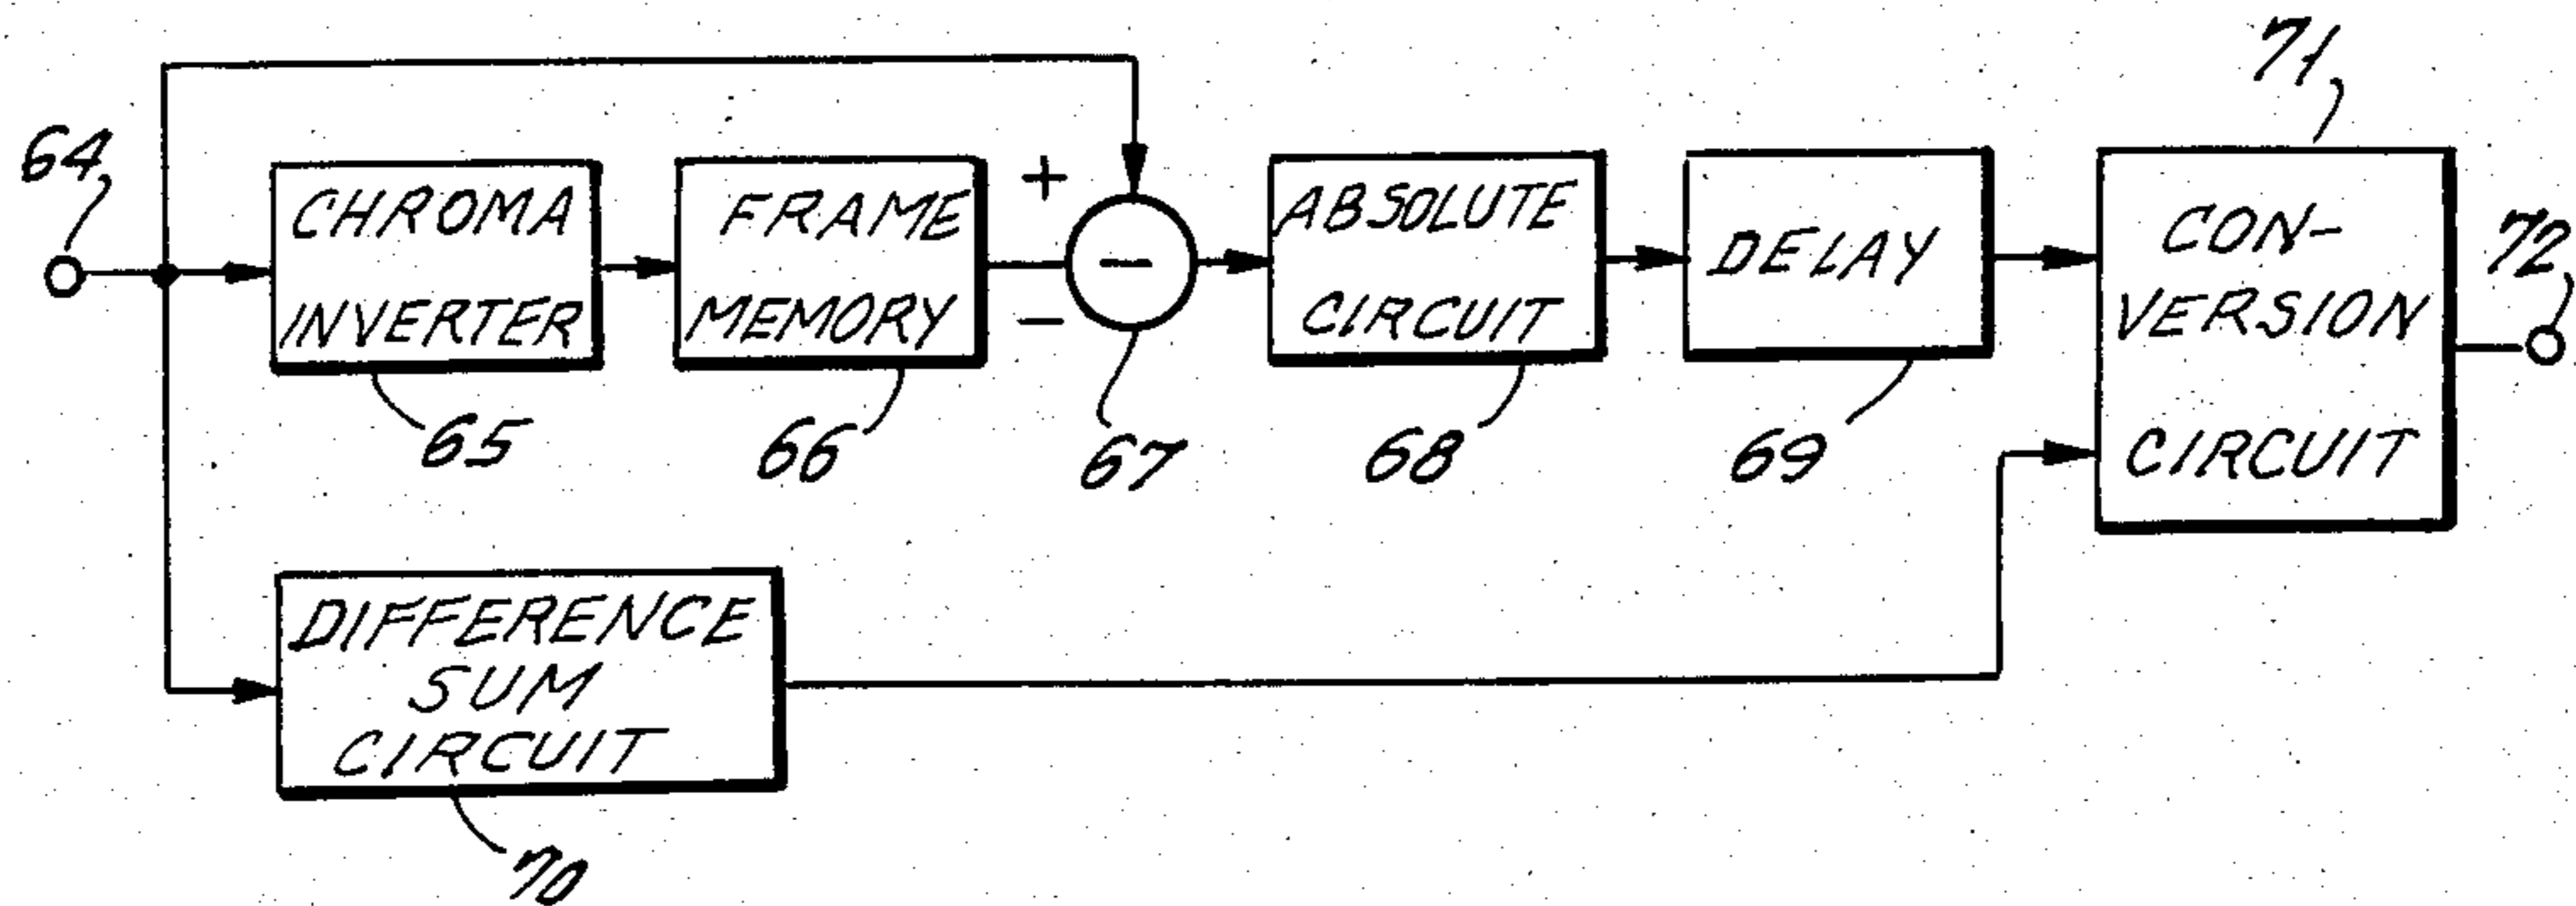 71
64
CHROMA
INVERTER
FRAME
MEMORY
+
−
−
ABSOLUTE
CIRCUIT
DELAY
CON-
VERSION
CIRCUIT
72
65
66
67
68
69
DIFFERENCE
SUM
CIRCUIT
70